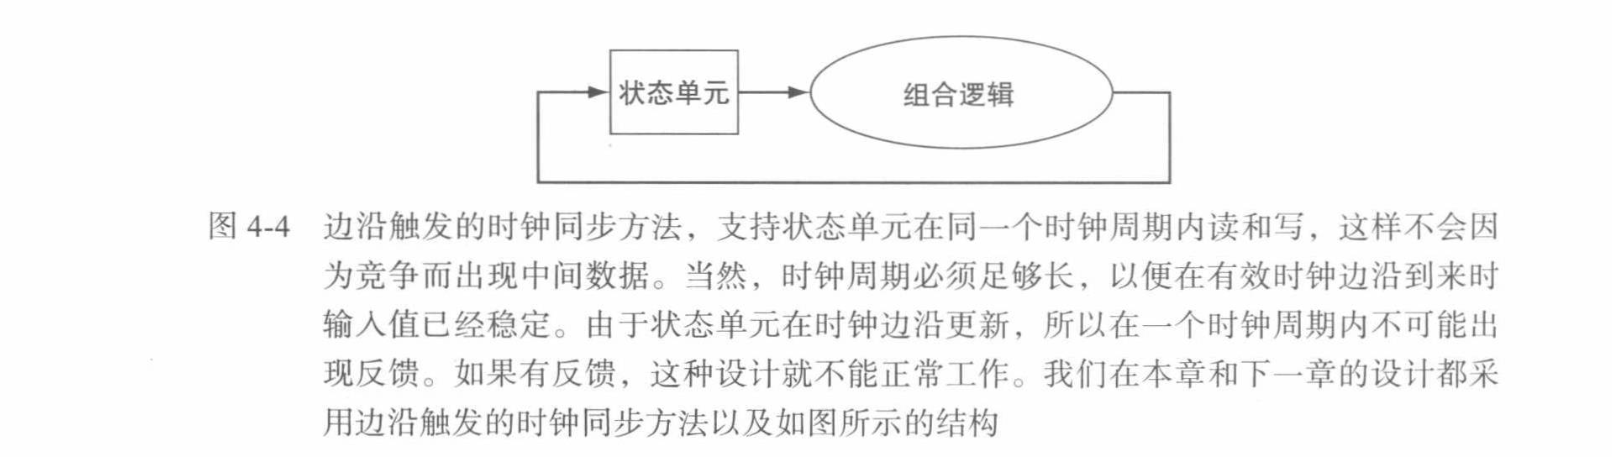 状态单元
组合逻辑
图 4-4 边沿触发的时钟同步方法，支持状态单元在同一个时钟周期内读和写，这样不会因
为竞争而出现中间数据。当然，时钟周期必须足够长，以便在有效时钟边沿到来时
输入值已经稳定。由于状态单元在时钟边沿更新，所以在一个时钟周期内不可能出
现反馈。如果有反馈，这种设计就不能正常工作。我们在本章和下一章的设计都采
用边沿触发的时钟同步方法以及如图所示的结构